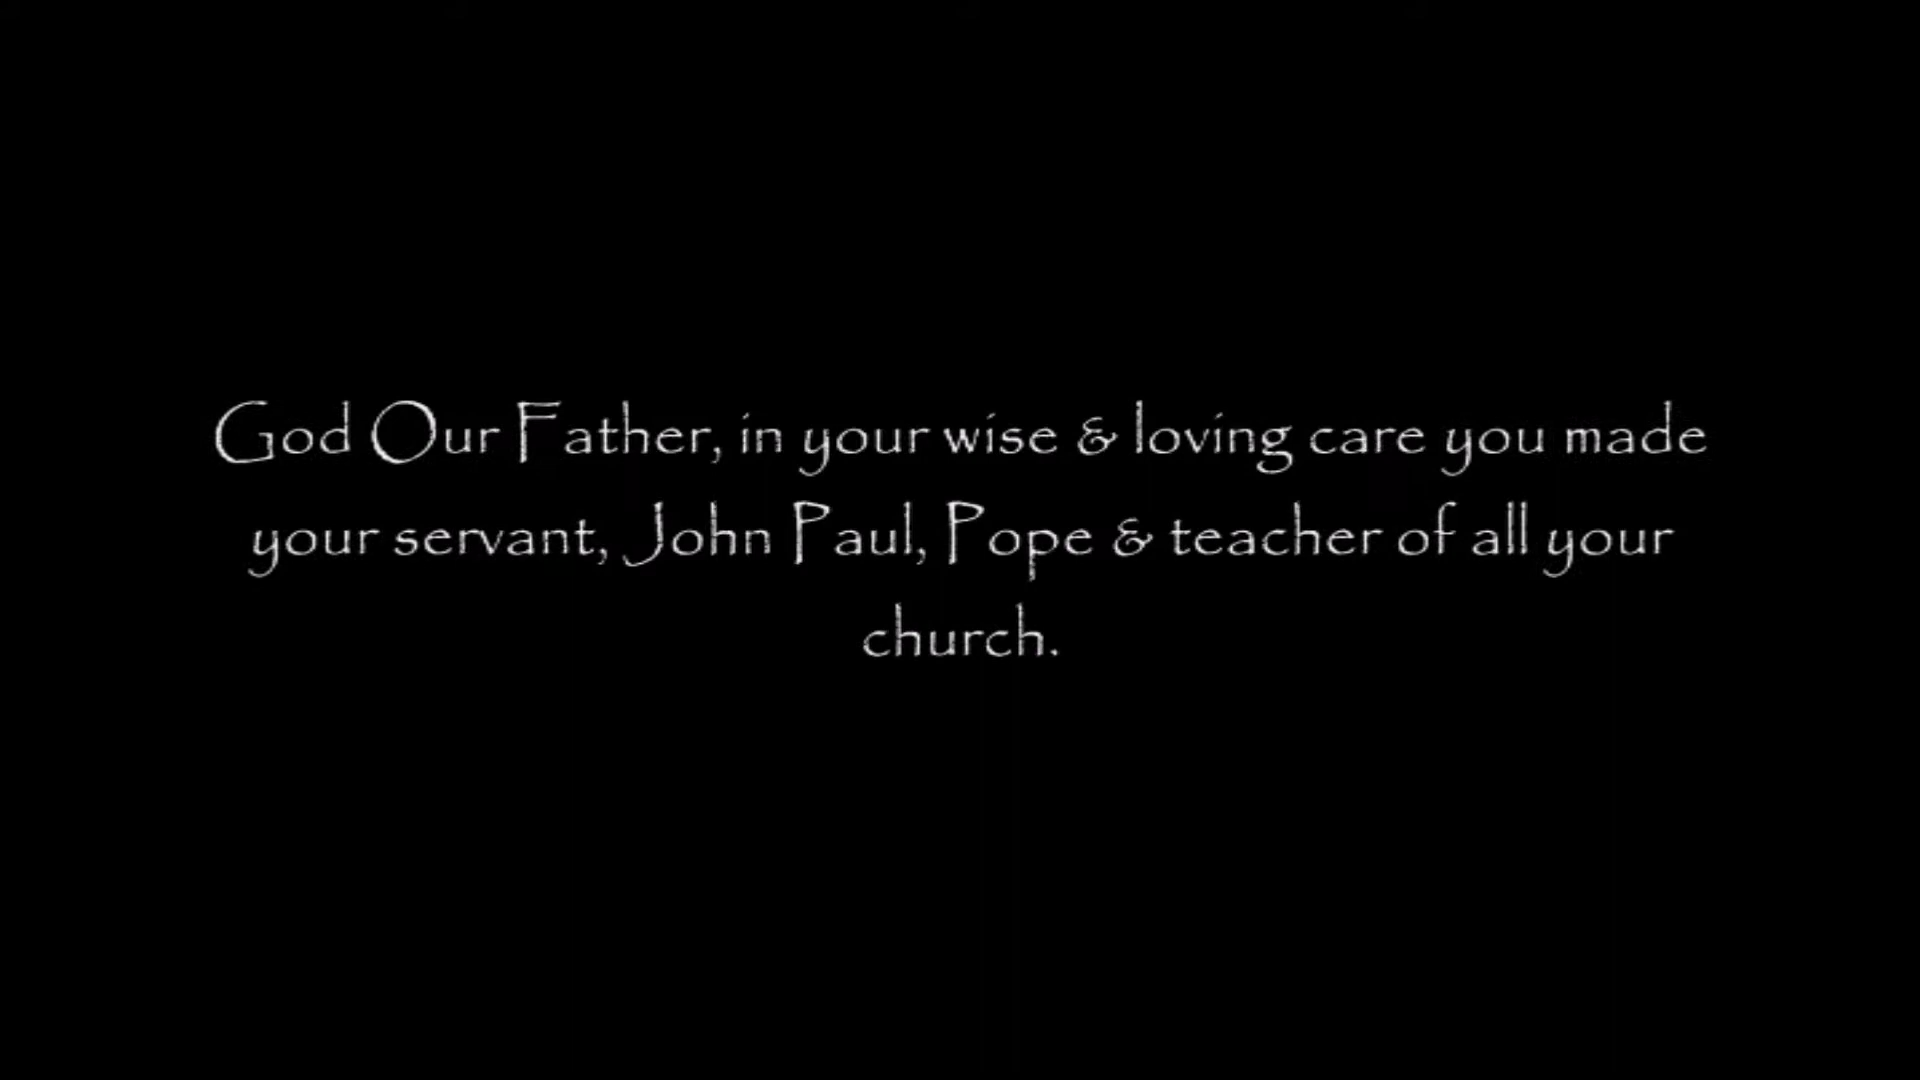 God Our Father, in your wise & loving care you made
your servant, John Paul, Pope & teacher of all your
church.